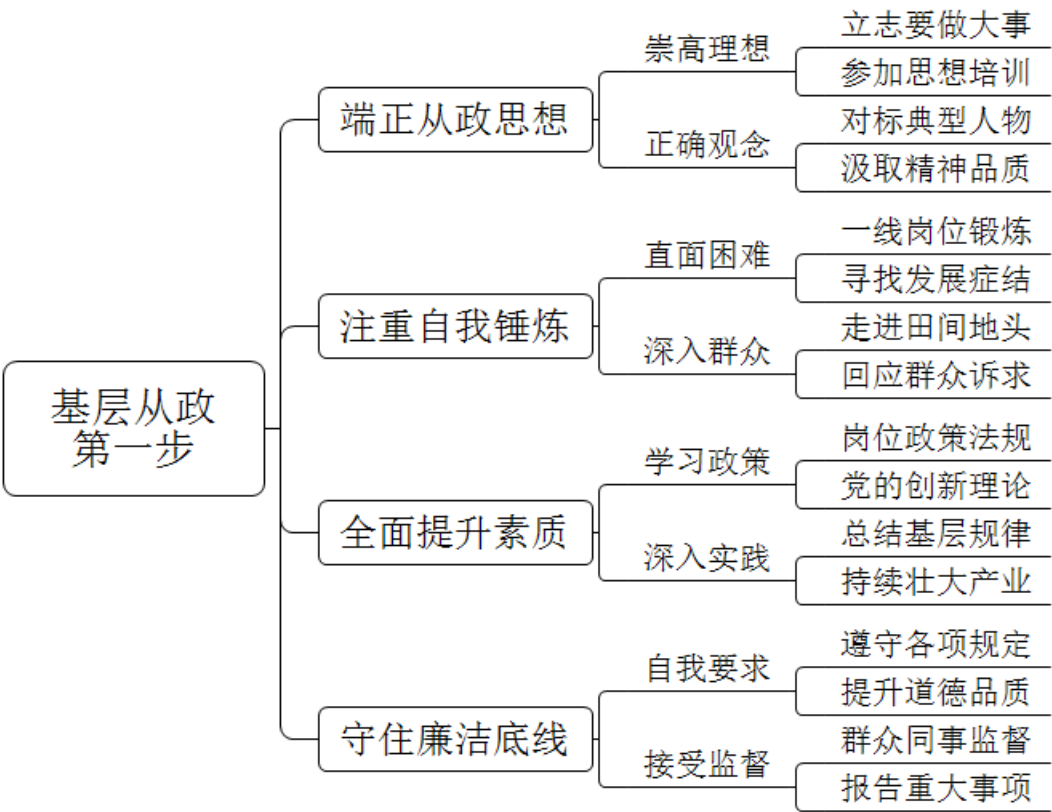 基层从政
第一步
端正从政思想
崇高理想
立志要做大事
参加思想培训
正确观念
对标典型人物
汲取精神品质
注重自我锤炼
直面困难
一线岗位锻炼
寻找发展症结
深入群众
走进田间地头
回应群众诉求
全面提升素质
学习政策
岗位政策法规
党的创新理论
深入实践
总结基层规律
持续壮大产业
守住廉洁底线
自我要求
遵守各项规定
提升道德品质
接受监督
群众同事监督
报告重大事项